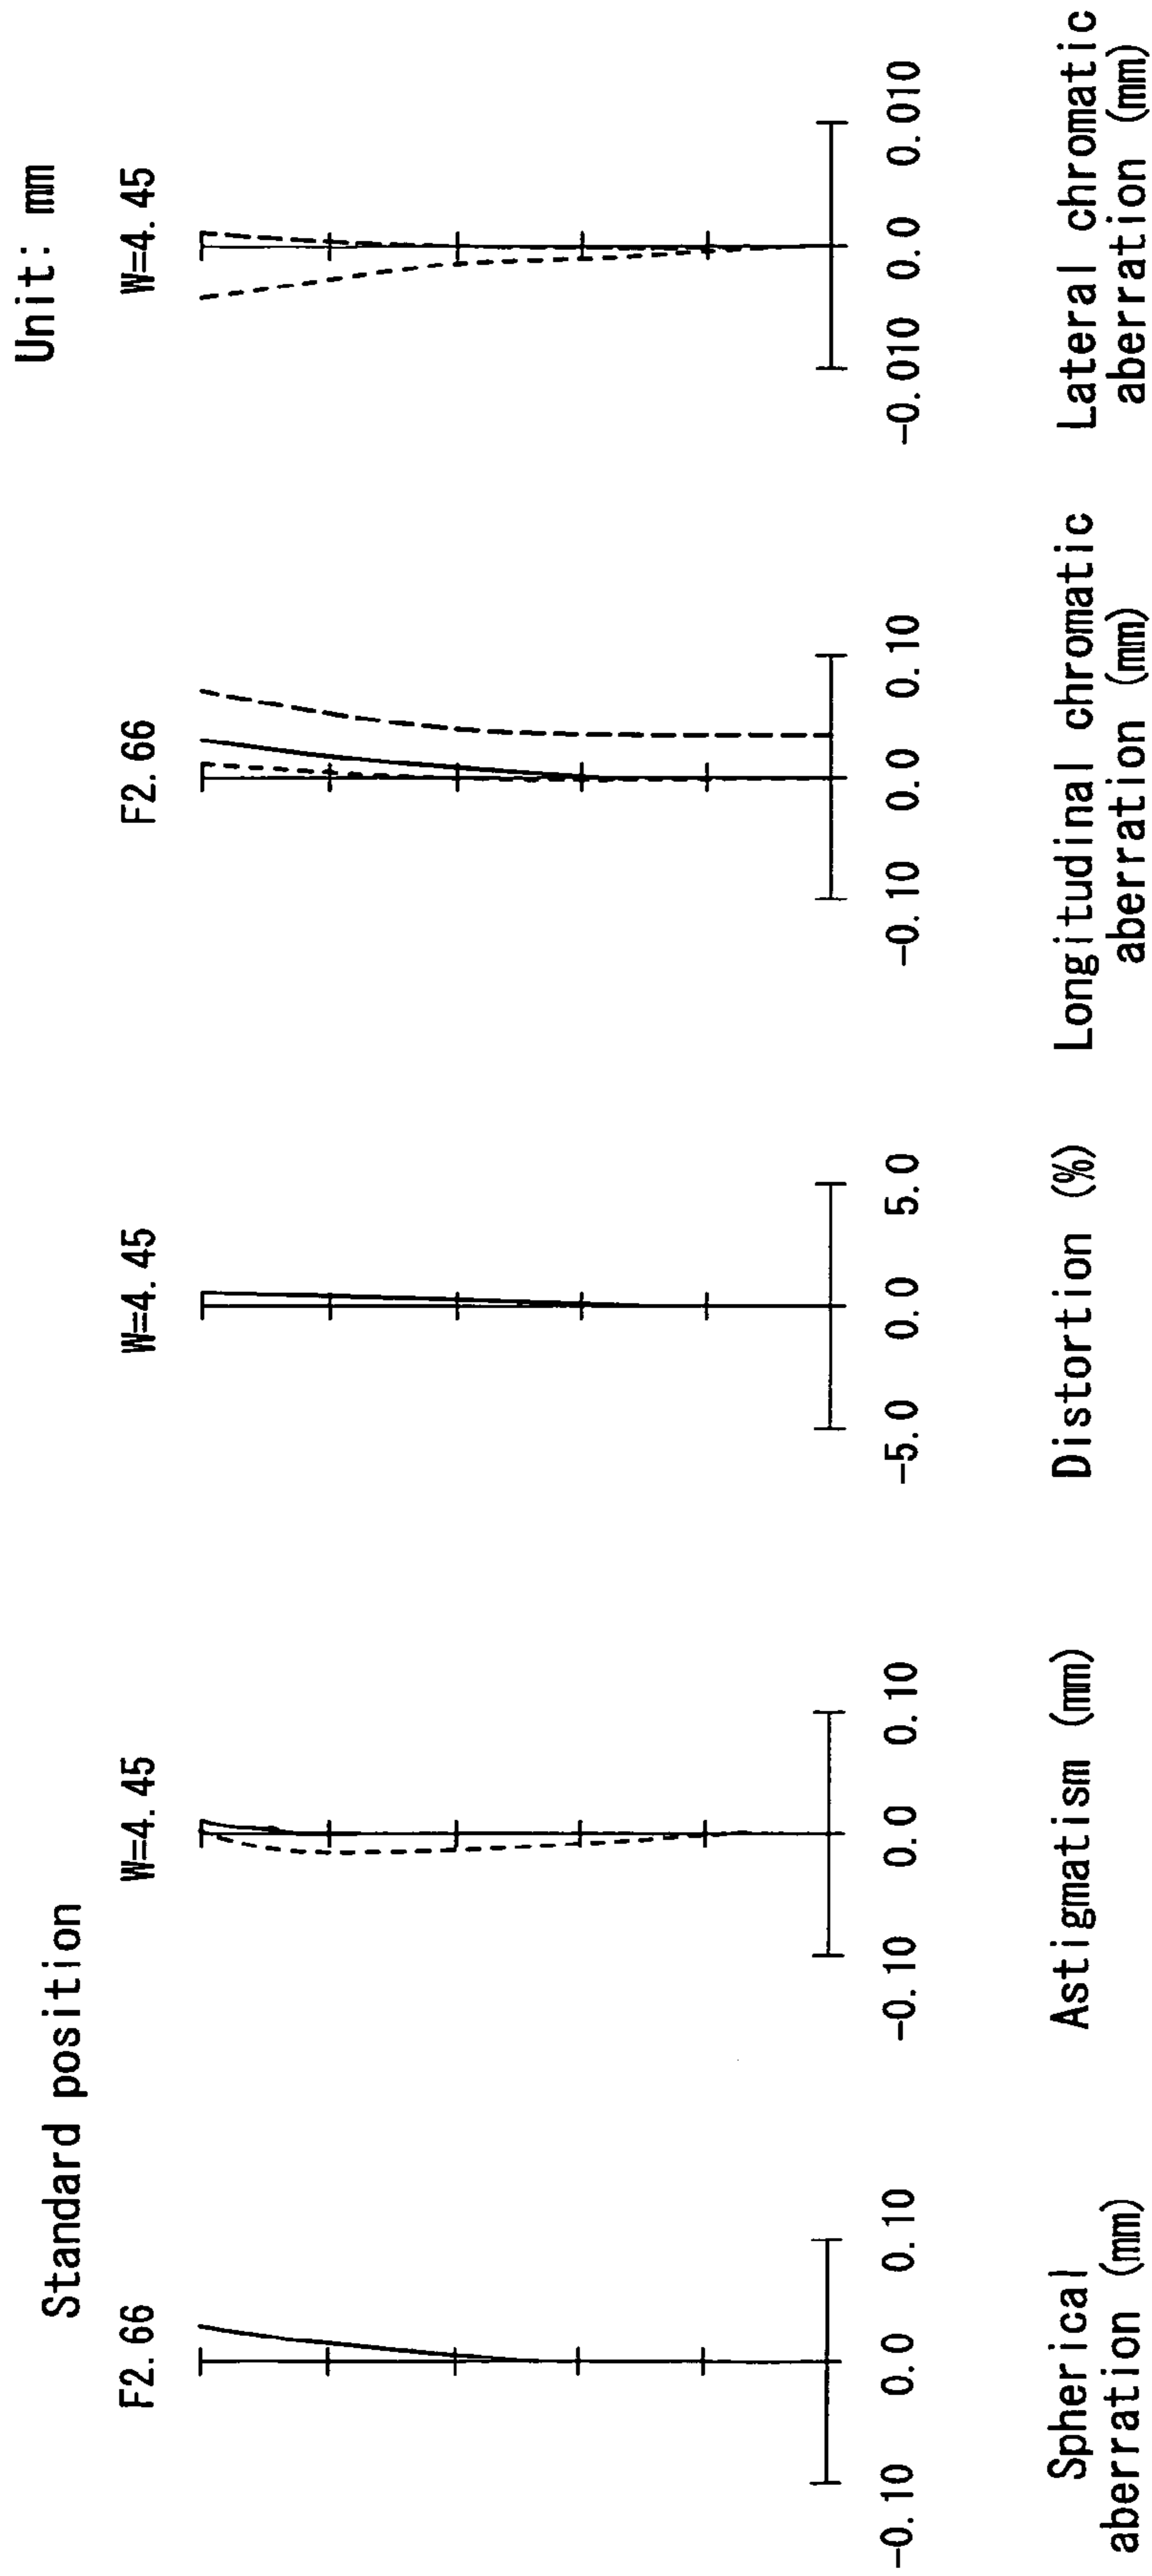 Standard position
Unit: mm
F2.66
W=4.45
W=4.45
F2.66
W=4.45
-0.10 0.0 0.10
-0.10 0.0 0.10
-5.0 0.0 5.0
-0.10 0.0 0.10
-0.010 0.0 0.010
Spherical
aberration (mm)
Astigmatism (mm)
Distortion (%)
Longitudinal chromatic
aberration (mm)
Lateral chromatic
aberration (mm)